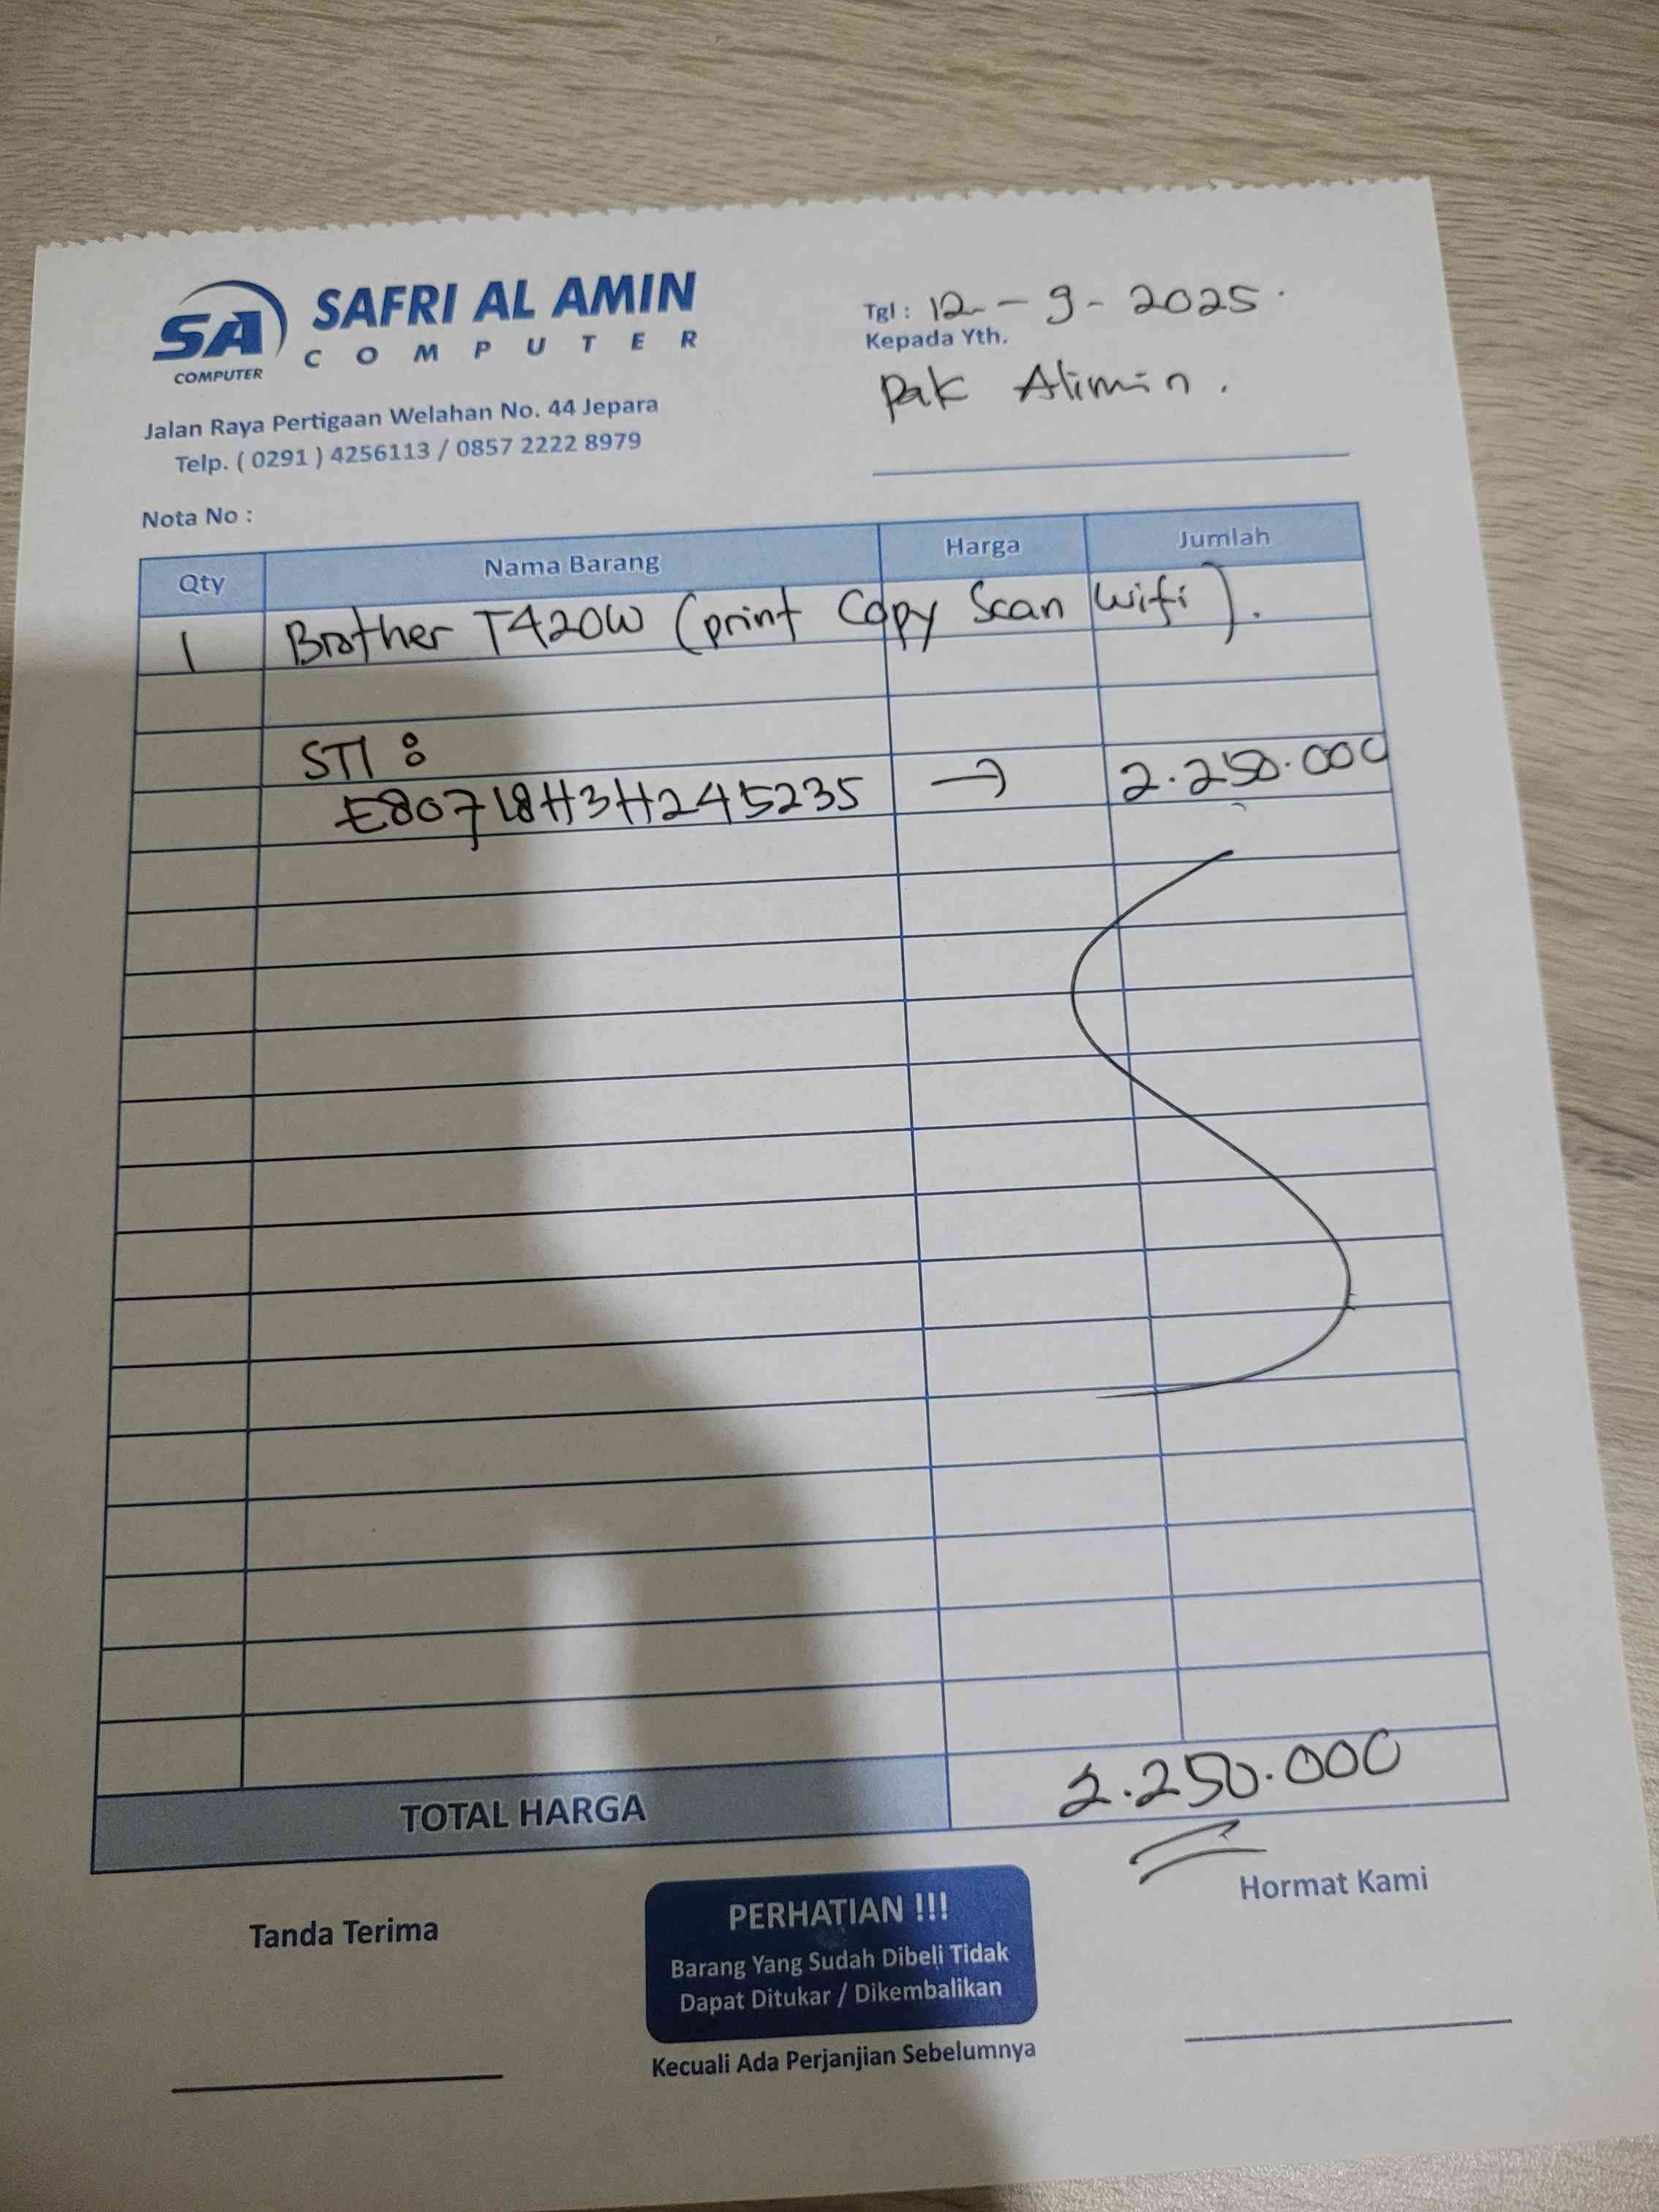 SA
COMPUTER
SAFRI AL AMIN
COMPUTER
Jalan Raya Pertigaan Welahan No. 44 Jepara
Telp. ( 0291 ) 4256113 / 0857 2222 8979
Tgl : 12 - 9 - 2025.
Kepada Yth.
Pak Alimin.
Nota No :
Qty Nama Barang Harga Jumlah
1 Brother T420W (print Copy Scan Wifi).
STI :
E80718H3H245235 → 2.250.000
TOTAL HARGA 2.250.000
Tanda Terima
PERHATIAN !!!
Barang Yang Sudah Dibeli Tidak
Dapat Ditukar / Dikembalikan
Kecuali Ada Perjanjian Sebelumnya
Hormat Kami